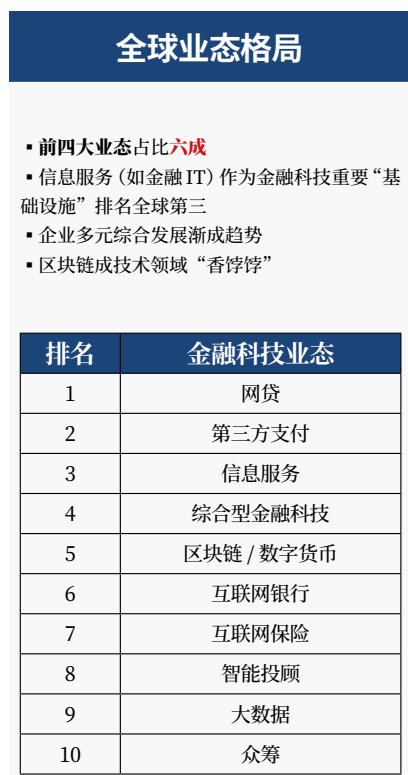 全球业态格局
▪前四大业态占比六成
▪信息服务（如金融 IT）作为金融科技重要“基
础设施”排名全球第三
▪企业多元综合发展渐成趋势
▪区块链成技术领域“香饽饽”
排名 金融科技业态
1 网贷
2 第三方支付
3 信息服务
4 综合型金融科技
5 区块链 / 数字货币
6 互联网银行
7 互联网保险
8 智能投顾
9 大数据
10 众筹